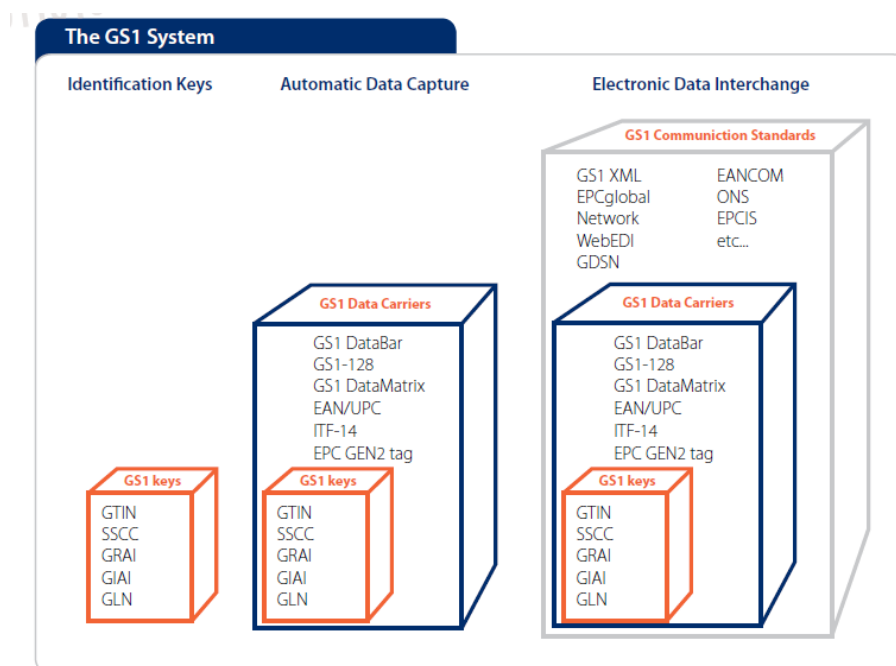 The GS1 System
Identification Keys
Automatic Data Capture
Electronic Data Interchange
GS1 Communiction Standards
GS1 XML
EPCglobal
Network
WebEDI
GDSN
EANCOM
ONS
EPCIS
etc...
GS1 Data Carriers
GS1 DataBar
GS1-128
GS1 DataMatrix
EAN/UPC
ITF-14
EPC GEN2 tag
GS1 Data Carriers
GS1 DataBar
GS1-128
GS1 DataMatrix
EAN/UPC
ITF-14
EPC GEN2 tag
GS1 keys
GTIN
SSCC
GRAI
GIAI
GLN
GS1 keys
GTIN
SSCC
GRAI
GIAI
GLN
GS1 keys
GTIN
SSCC
GRAI
GIAI
GLN